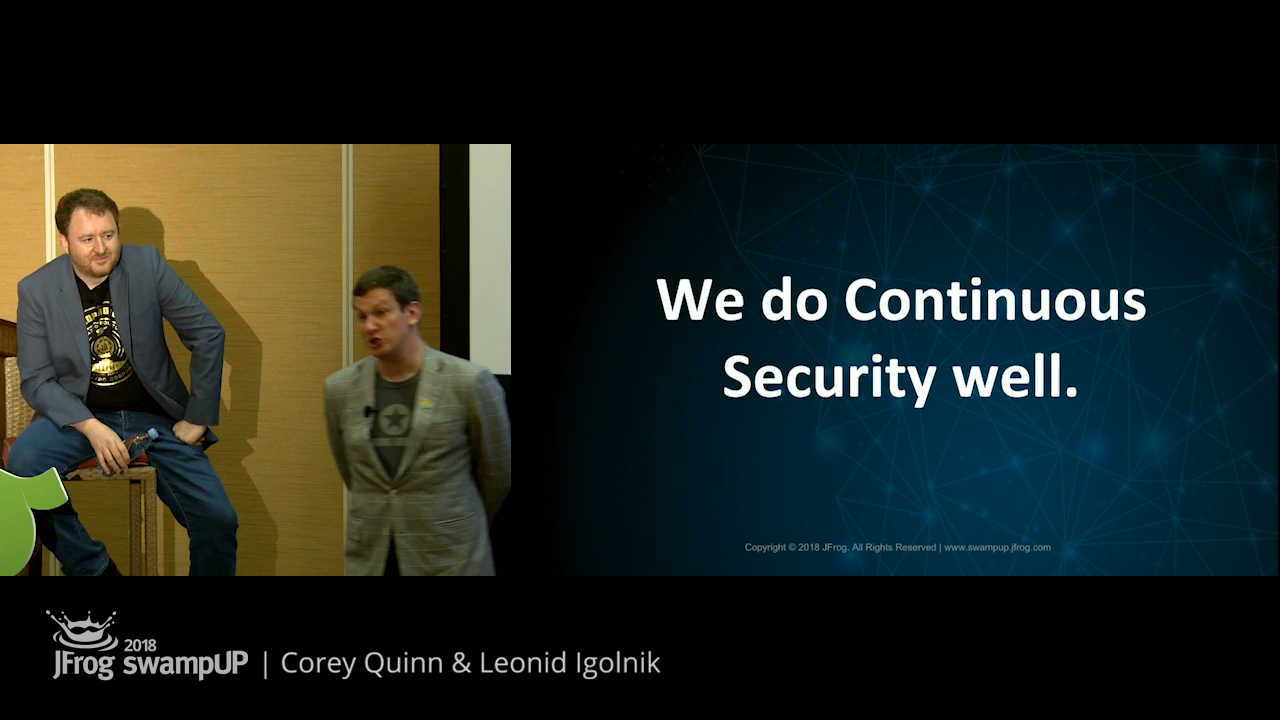 We do Continuous
Security well.
Copyright © 2018 JFrog. All Rights Reserved | www.swampup.jfrog.com
2018
JFrog swampUP | Corey Quinn & Leonid Igolnik